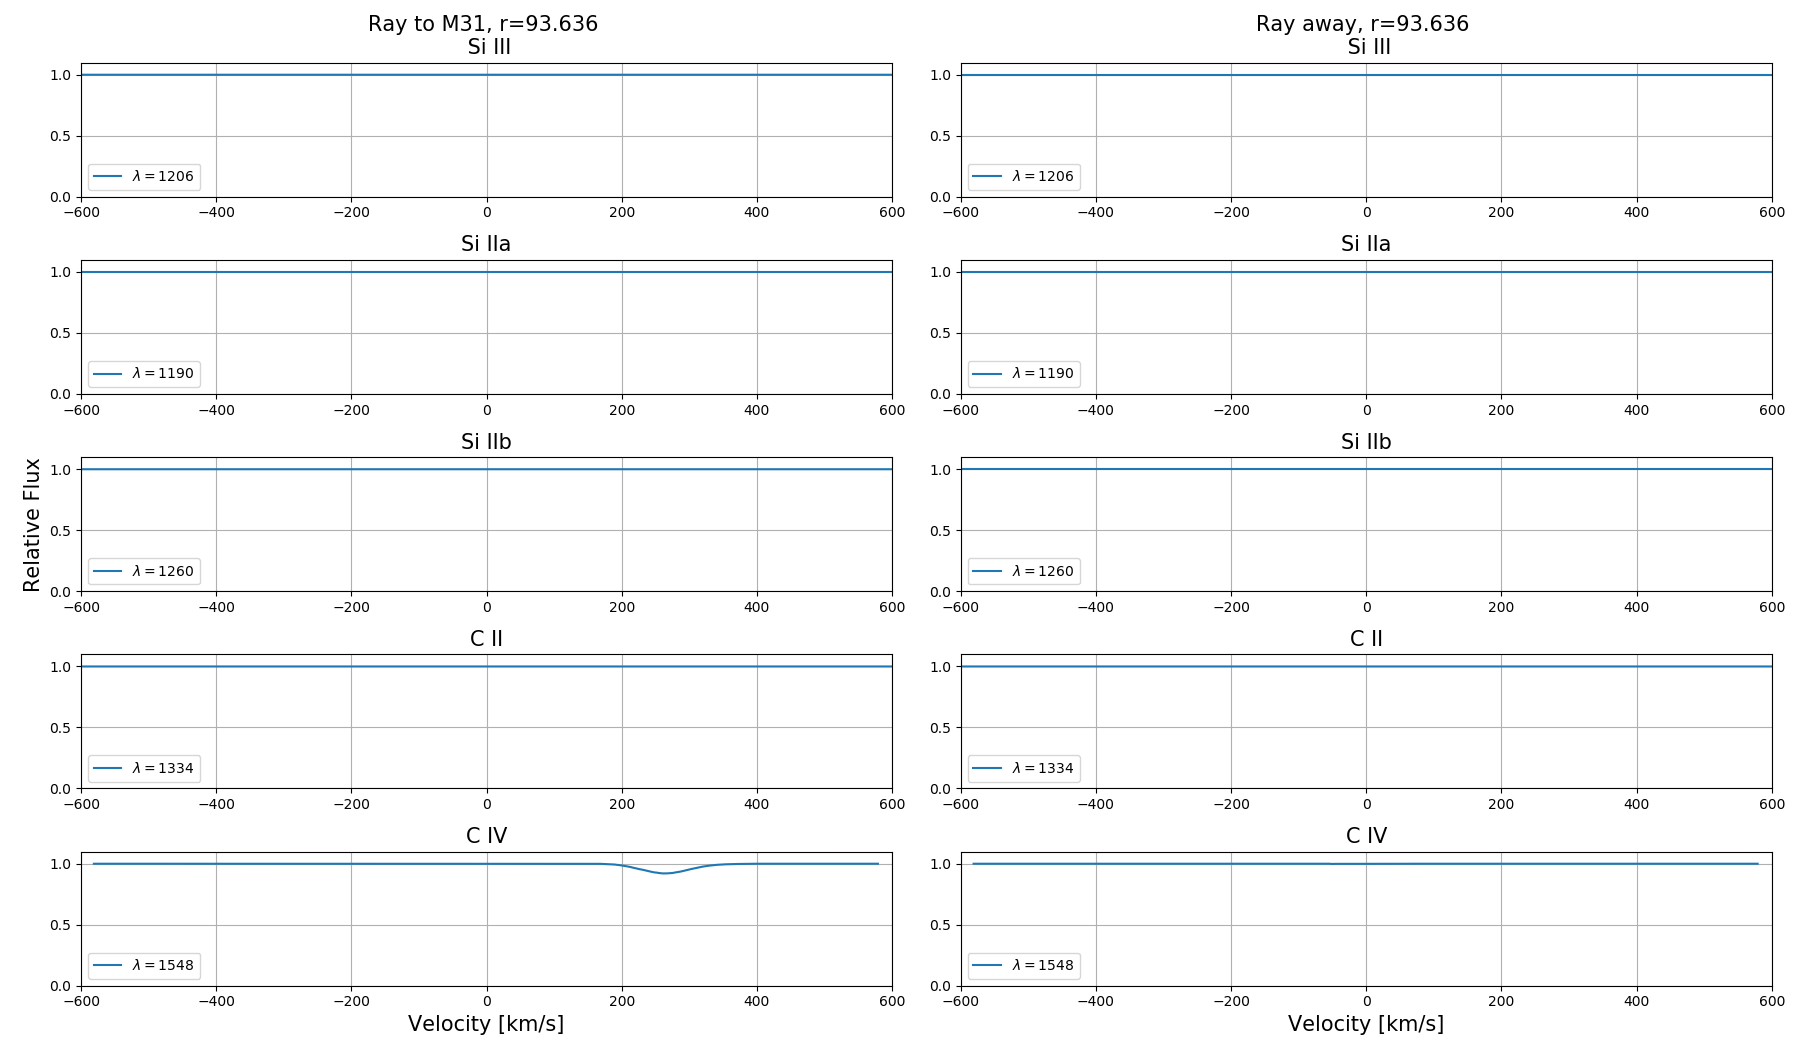 Ray to M31, r=93.636
Si III
1.0
0.5
0.0
λ = 1206
−600 −400 −200 0 200 400 600
Si IIa
1.0
0.5
0.0
λ = 1190
−600 −400 −200 0 200 400 600
Si IIb
1.0
0.5
0.0
λ = 1260
−600 −400 −200 0 200 400 600
Relative Flux
C II
1.0
0.5
0.0
λ = 1334
−600 −400 −200 0 200 400 600
C IV
1.0
0.5
0.0
λ = 1548
−600 −400 −200 0 200 400 600
Velocity [km/s]
Ray away, r=93.636
Si III
1.0
0.5
0.0
λ = 1206
−600 −400 −200 0 200 400 600
Si IIa
1.0
0.5
0.0
λ = 1190
−600 −400 −200 0 200 400 600
Si IIb
1.0
0.5
0.0
λ = 1260
−600 −400 −200 0 200 400 600
C II
1.0
0.5
0.0
λ = 1334
−600 −400 −200 0 200 400 600
C IV
1.0
0.5
0.0
λ = 1548
−600 −400 −200 0 200 400 600
Velocity [km/s]